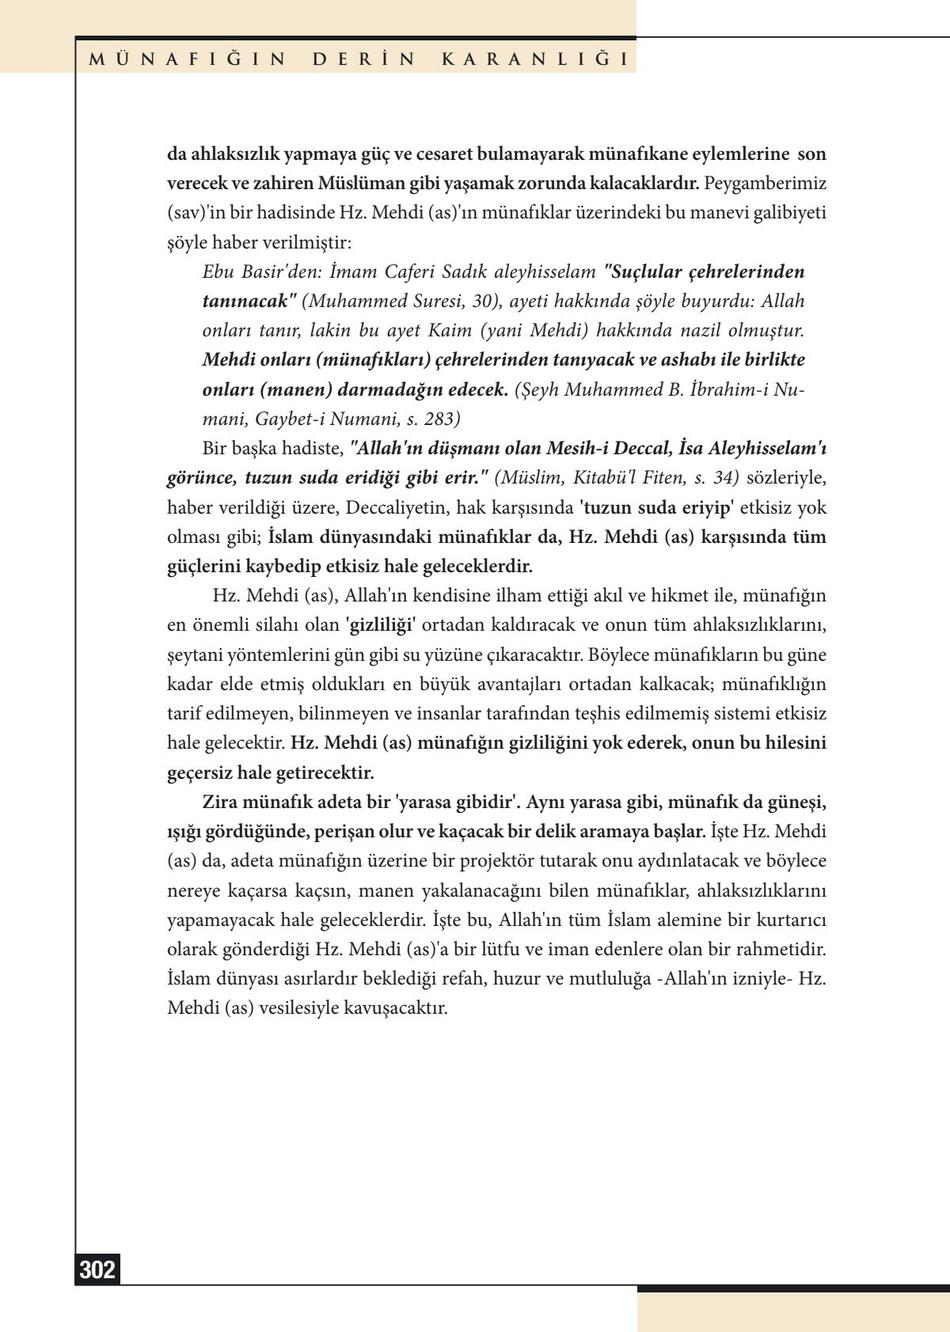 MÜNAFIĞIN DERİN KARANLIĞI
da ahlaksızlık yapmaya güç ve cesaret bulamayarak münafıkane eylemlerine son
verecek ve zahiren Müslüman gibi yaşamak zorunda kalacaklardır. Peygamberimiz
(sav)'in bir hadisinde Hz. Mehdi (as)'ın münafıklar üzerindeki bu manevi galibiyeti
şöyle haber verilmiştir:
Ebu Basir'den: İmam Caferi Sadık aleyhisselam "Suçlular çehrelerinden
tanınacak" (Muhammed Suresi, 30), ayeti hakkında şöyle buyurdu: Allah
onları tanır, lakin bu ayet Kaim (yani Mehdi) hakkında nazil olmuştur.
Mehdi onları (münafıkları) çehrelerinden tanıyacak ve ashabı ile birlikte
onları (manen) darmadağın edecek. (Şeyh Muhammed B. İbrahim-i Nu-
mani, Gaybet-i Numani, s. 283)
Bir başka hadiste, "Allah'ın düşmanı olan Mesih-i Deccal, İsa Aleyhisselam'ı
görünce, tuzun suda eridiği gibi erir." (Müslim, Kitabü'l Fiten, s. 34) sözleriyle,
haber verildiği üzere, Deccaliyetin, hak karşısında 'tuzun suda eriyip' etkisiz yok
olması gibi; İslam dünyasındaki münafıklar da, Hz. Mehdi (as) karşısında tüm
güçlerini kaybedip etkisiz hale geleceklerdir.
Hz. Mehdi (as), Allah'ın kendisine ilham ettiği akıl ve hikmet ile, münafığın
en önemli silahı olan 'gizliliği' ortadan kaldıracak ve onun tüm ahlaksızlıklarını,
şeytani yöntemlerini gün gibi su yüzüne çıkaracaktır. Böylece münafıkların bu güne
kadar elde etmiş oldukları en büyük avantajları ortadan kalkacak; münafıklığın
tarif edilmeyen, bilinmeyen ve insanlar tarafından teşhis edilmemiş sistemi etkisiz
hale gelecektir. Hz. Mehdi (as) münafığın gizliliğini yok ederek, onun bu hilesini
geçersiz hale getirecektir.
Zira münafık adeta bir 'yarasa gibidir'. Aynı yarasa gibi, münafık da güneşi,
ışığı gördüğünde, perişan olur ve kaçacak bir delik aramaya başlar. İşte Hz. Mehdi
(as) da, adeta münafığın üzerine bir projektör tutarak onu aydınlatacak ve böylece
nereye kaçarsa kaçsın, manen yakalanacağını bilen münafıklar, ahlaksızlıklarını
yapamayacak hale geleceklerdir. İşte bu, Allah'ın tüm İslam alemine bir kurtarıcı
olarak gönderdiği Hz. Mehdi (as)'a bir lütfu ve iman edenlere olan bir rahmetidir.
İslam dünyası asırlardır beklediği refah, huzur ve mutluluğa -Allah'ın izniyle- Hz.
Mehdi (as) vesilesiyle kavuşacaktır.
302